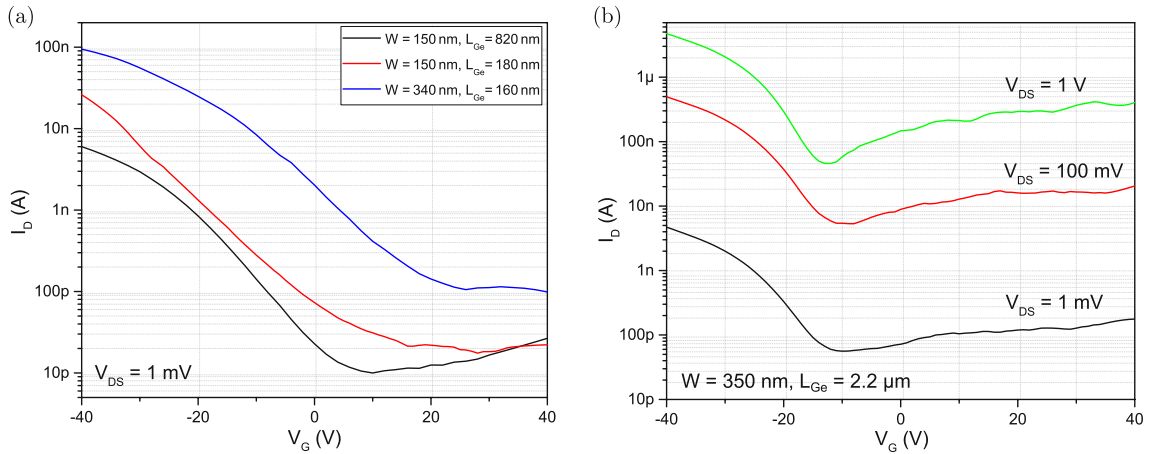 (a)
100n
10n
1n
100p
10p
I_D (A)
W = 150 nm, L_Ge = 820 nm
W = 150 nm, L_Ge = 180 nm
W = 340 nm, L_Ge = 160 nm
V_DS = 1 mV
-40 -20 0 20 40
V_G (V)
(b)
1µ
100n
10n
1n
100p
10p
I_D (A)
V_DS = 1 V
V_DS = 100 mV
V_DS = 1 mV
W = 350 nm, L_Ge = 2.2 µm
-40 -20 0 20 40
V_G (V)